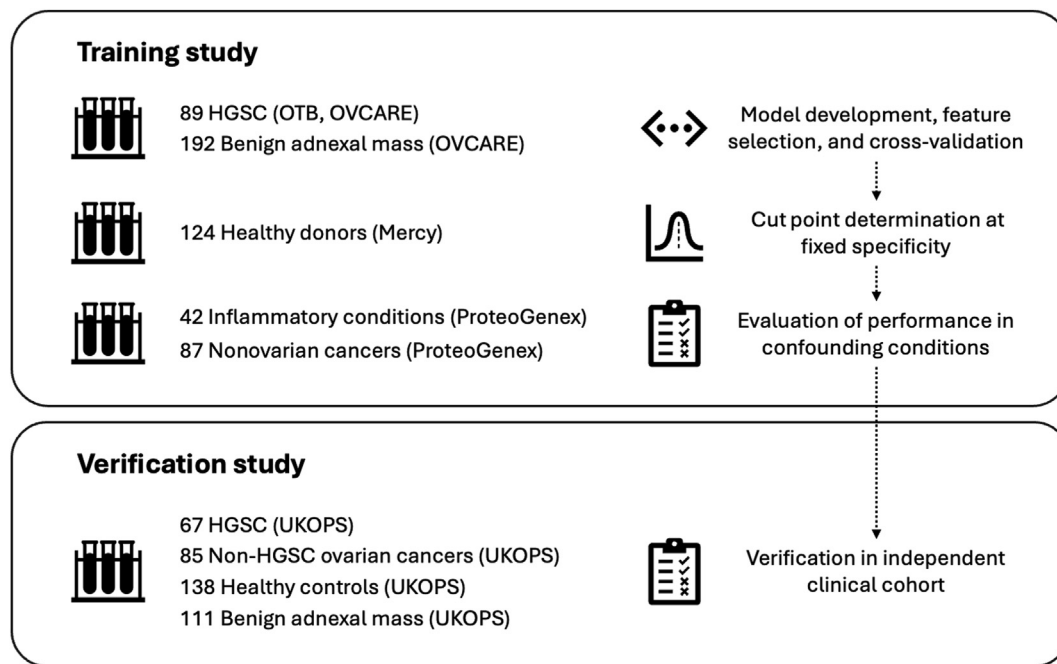 Training study
89 HGSC (OTB, OVCARE)
192 Benign adnexal mass (OVCARE)
Model development, feature
selection, and cross-validation
124 Healthy donors (Mercy)
Cut point determination at
fixed specificity
42 Inflammatory conditions (ProteoGenex)
87 Nonovarian cancers (ProteoGenex)
Evaluation of performance in
confounding conditions
Verification study
67 HGSC (UKOPS)
85 Non-HGSC ovarian cancers (UKOPS)
138 Healthy controls (UKOPS)
111 Benign adnexal mass (UKOPS)
Verification in independent
clinical cohort